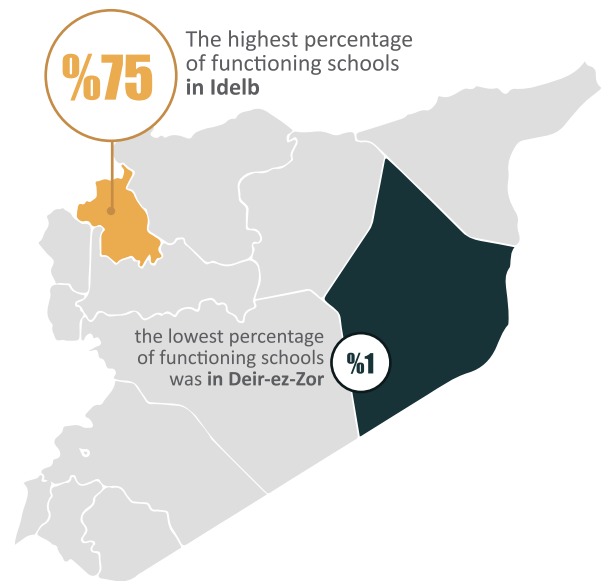 %75
The highest percentage
of functioning schools
in Idelb
the lowest percentage
of functioning schools
was in Deir-ez-Zor
%1